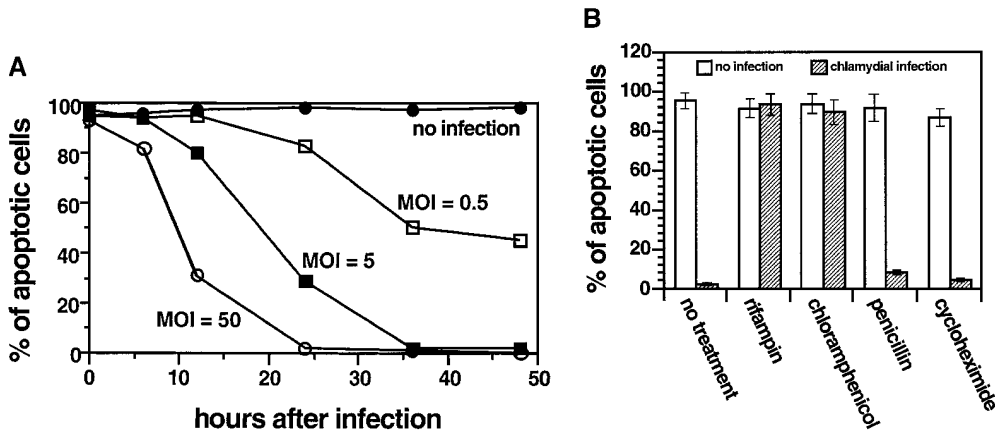 A
% of apoptotic cells
100
80
60
40
20
0
no infection
MOI = 0.5
MOI = 5
MOI = 50
0
10
20
30
40
50
hours after infection
B
% of apoptotic cells
120
100
80
60
40
20
0
no infection
chlamydial infection
no treatment
rifampin
chloramphenicol
penicillin
cycloheximide